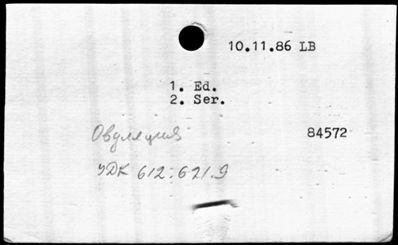 10.11.86 LB
1. Ed.
2. Ser.
Овуляция 84572
УДК 612.621.9